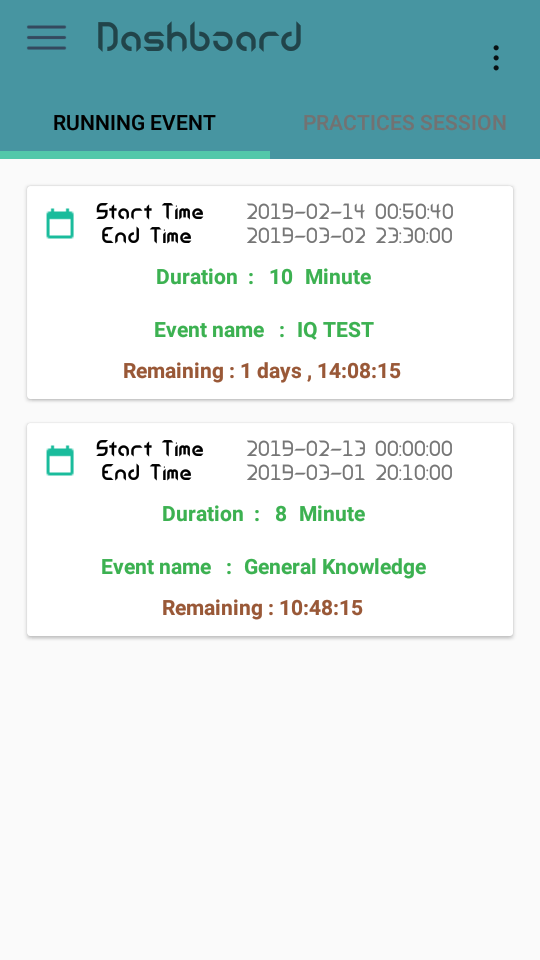 Dashboard
RUNNING EVENT PRACTICES SESSION
Start Time 2019-02-14 00:50:40
End Time 2019-03-02 23:30:00
Duration : 10 Minute
Event name : IQ TEST
Remaining : 1 days , 14:08:15
Start Time 2019-02-13 00:00:00
End Time 2019-03-01 20:10:00
Duration : 8 Minute
Event name : General Knowledge
Remaining : 10:48:15